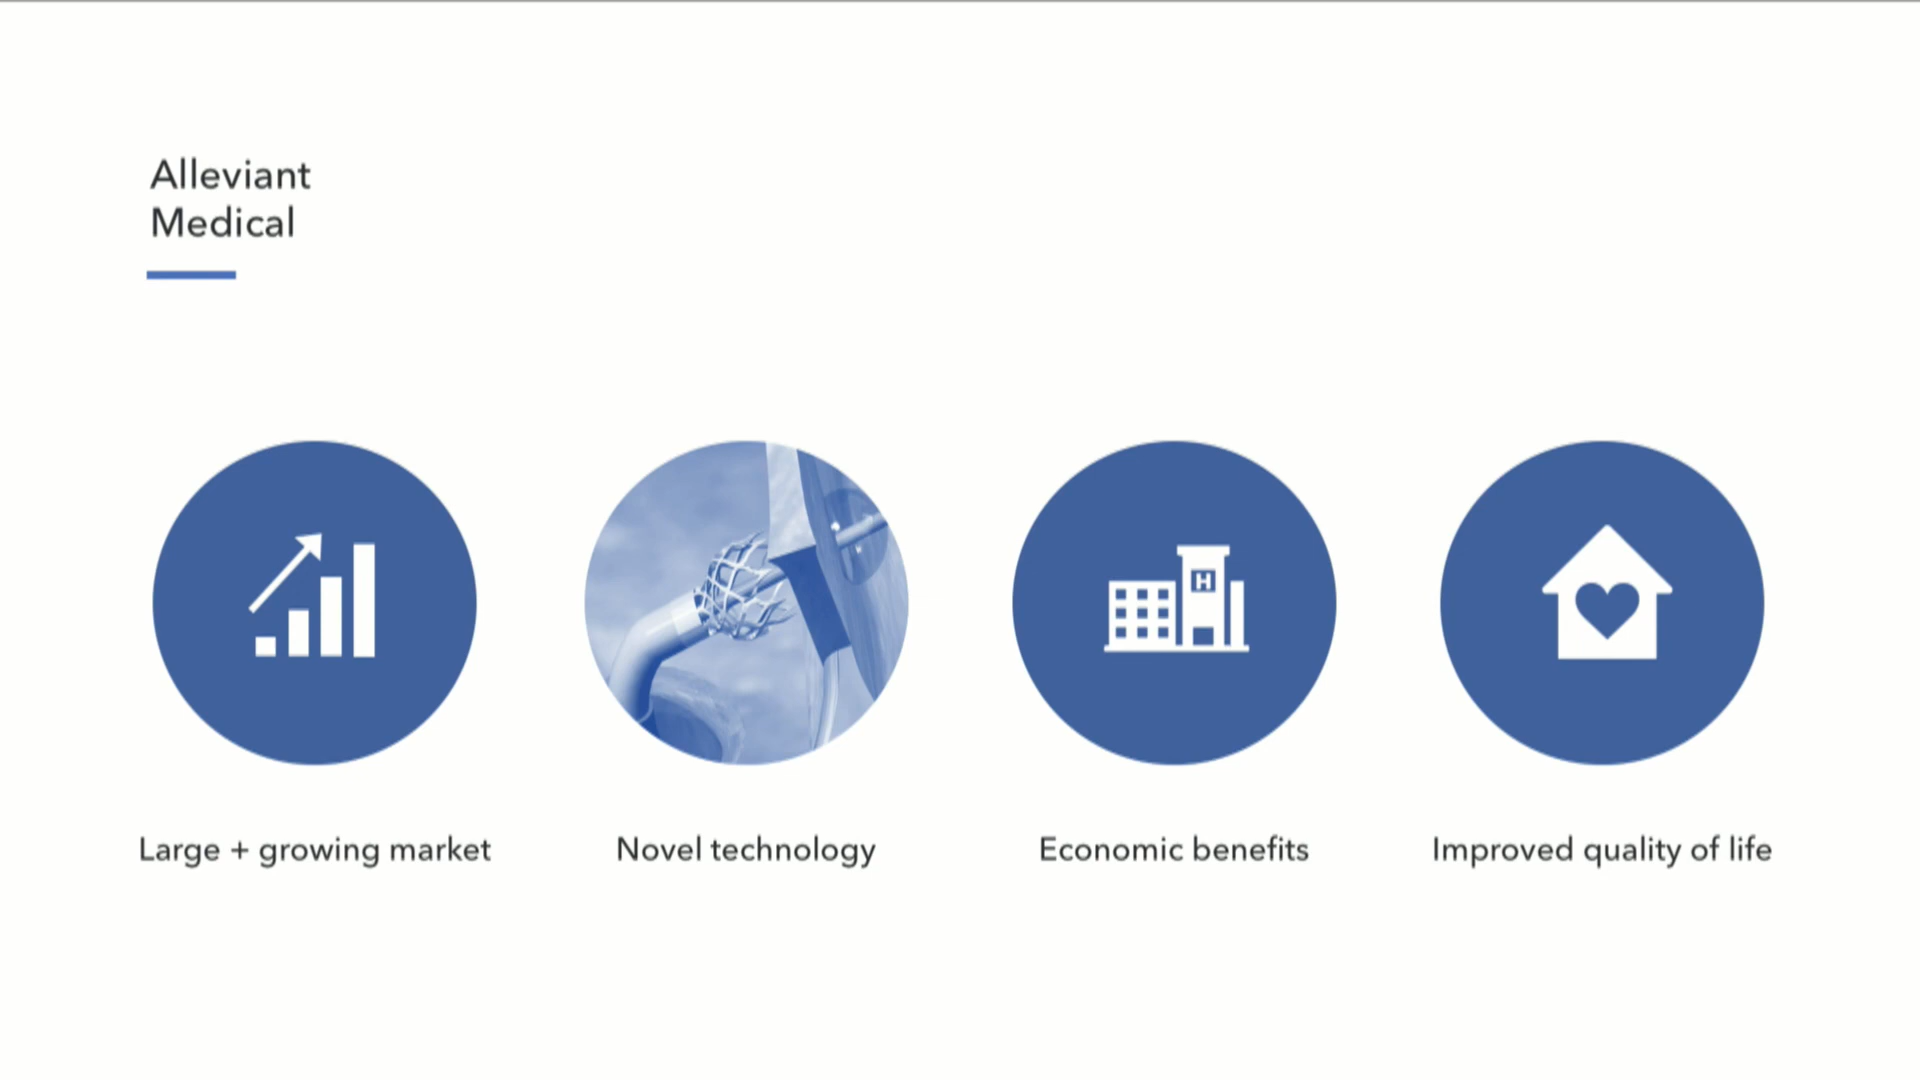 Alleviant
Medical
H
Large + growing market
Novel technology
Economic benefits
Improved quality of life